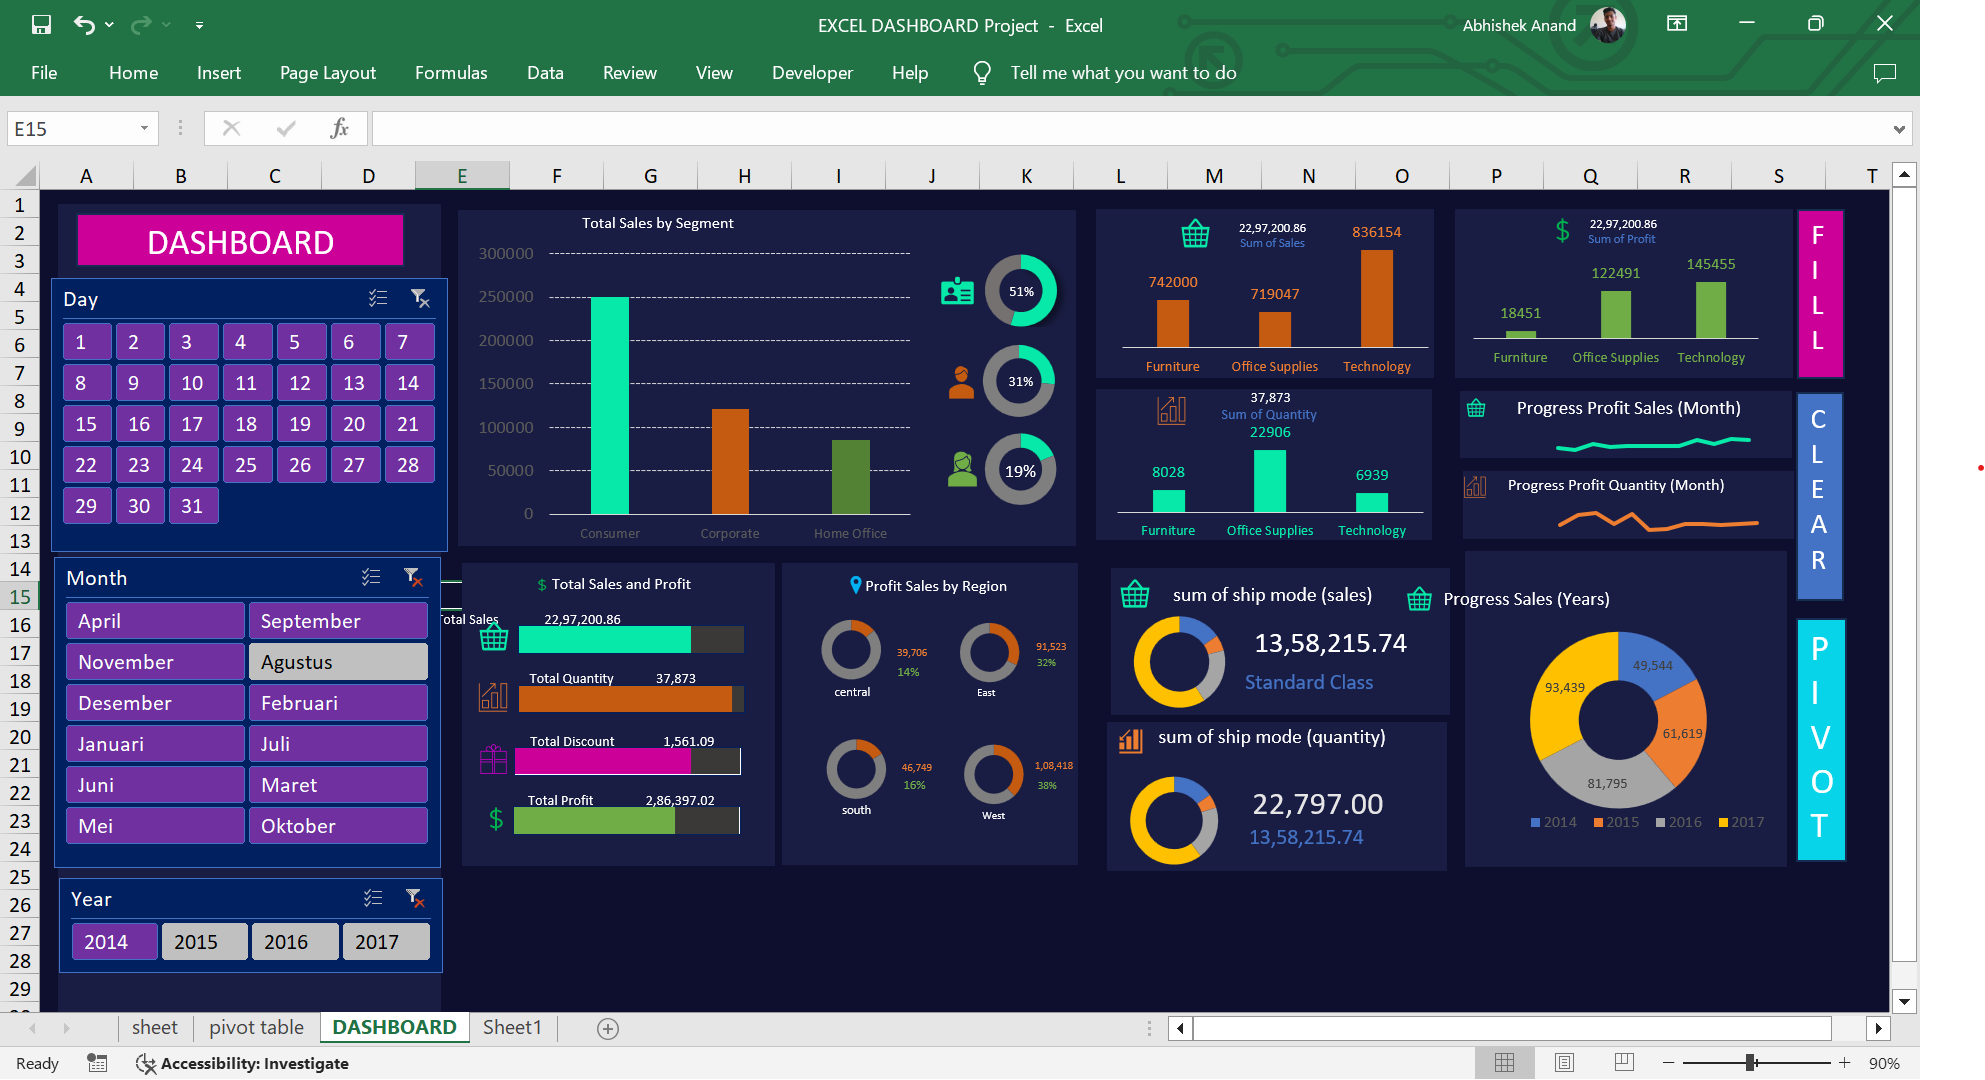 EXCEL DASHBOARD Project - Excel
Abhishek Anand
File Home Insert Page Layout Formulas Data Review View Developer Help Tell me what you want to do
E15
fx
A B C D E F G H I J K L M N O P Q R S T
1
2
3
4
5
6
7
8
9
10
11
12
13
14
15
16
17
18
19
20
21
22
23
24
25
26
27
28
29
DASHBOARD
Day
1 2 3 4 5 6 7
8 9 10 11 12 13 14
15 16 17 18 19 20 21
22 23 24 25 26 27 28
29 30 31
Month
April September
November Agustus
Desember Februari
Januari Juli
Juni Maret
Mei Oktober
Year
2014 2015 2016 2017
Total Sales by Segment
300000
250000
200000
150000
100000
50000
0
Consumer Corporate Home Office
51%
31%
19%
22,97,200.86
Sum of Sales
836154
742000
719047
Furniture Office Supplies Technology
$ 22,97,200.86
Sum of Profit
145455
122491
18451
Furniture Office Supplies Technology
37,873
Sum of Quantity
22906
8028
6939
Furniture Office Supplies Technology
Progress Profit Sales (Month)
Progress Profit Quantity (Month)
FILL
CLEAR
PIVOT
$ Total Sales and Profit
otal Sales 22,97,200.86
Total Quantity 37,873
Total Discount 1,561.09
Total Profit 2,86,397.02
$
Profit Sales by Region
39,706
14%
central
91,523
32%
East
46,749
16%
south
1,08,418
38%
West
sum of ship mode (sales)
13,58,215.74
Standard Class
sum of ship mode (quantity)
22,797.00
13,58,215.74
Progress Sales (Years)
49,544
93,439
61,619
81,795
2014 2015 2016 2017
sheet pivot table DASHBOARD Sheet1
Ready Accessibility: Investigate
90%